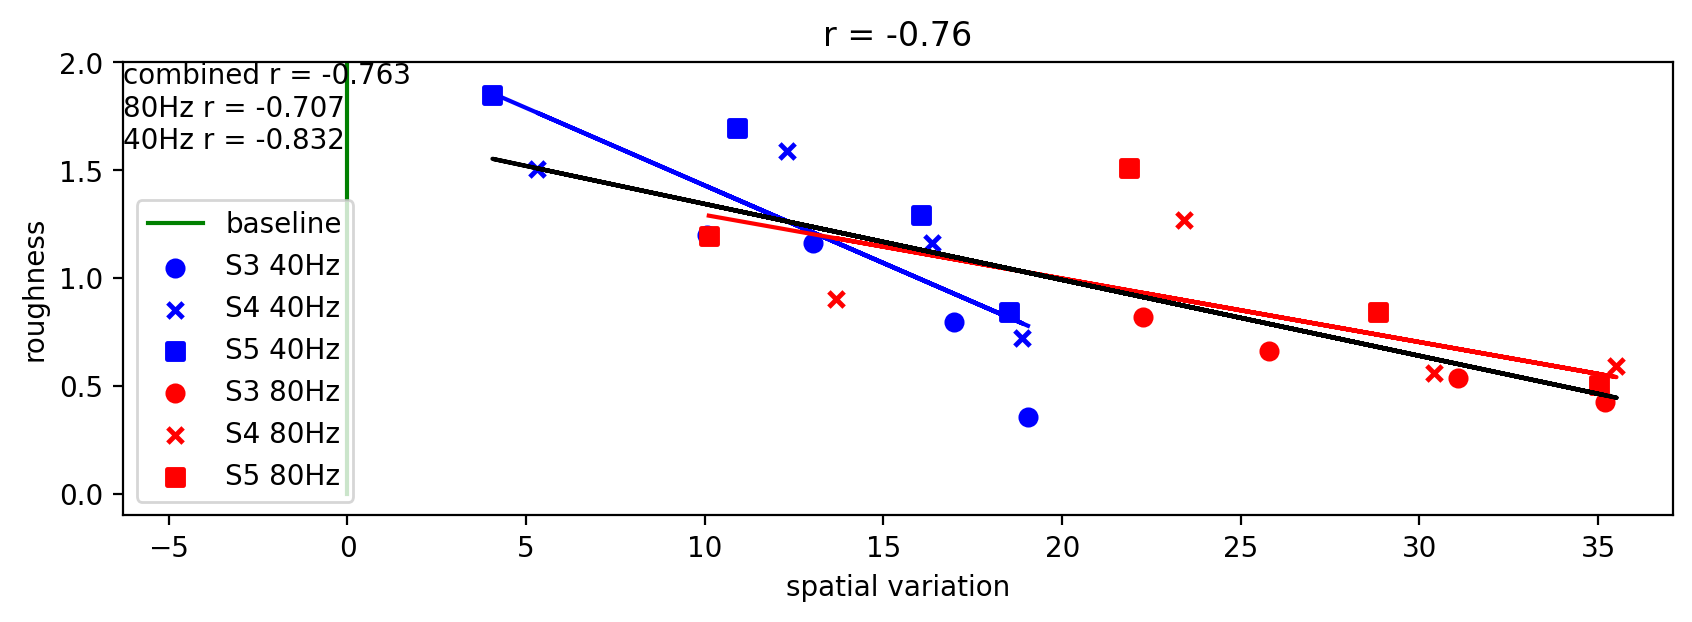 r = -0.76
combined r = -0.763
80Hz r = -0.707
40Hz r = -0.832
baseline
S3 40Hz
S4 40Hz
S5 40Hz
S3 80Hz
S4 80Hz
S5 80Hz
roughness
2.0
1.5
1.0
0.5
0.0
−5 0 5 10 15 20 25 30 35
spatial variation